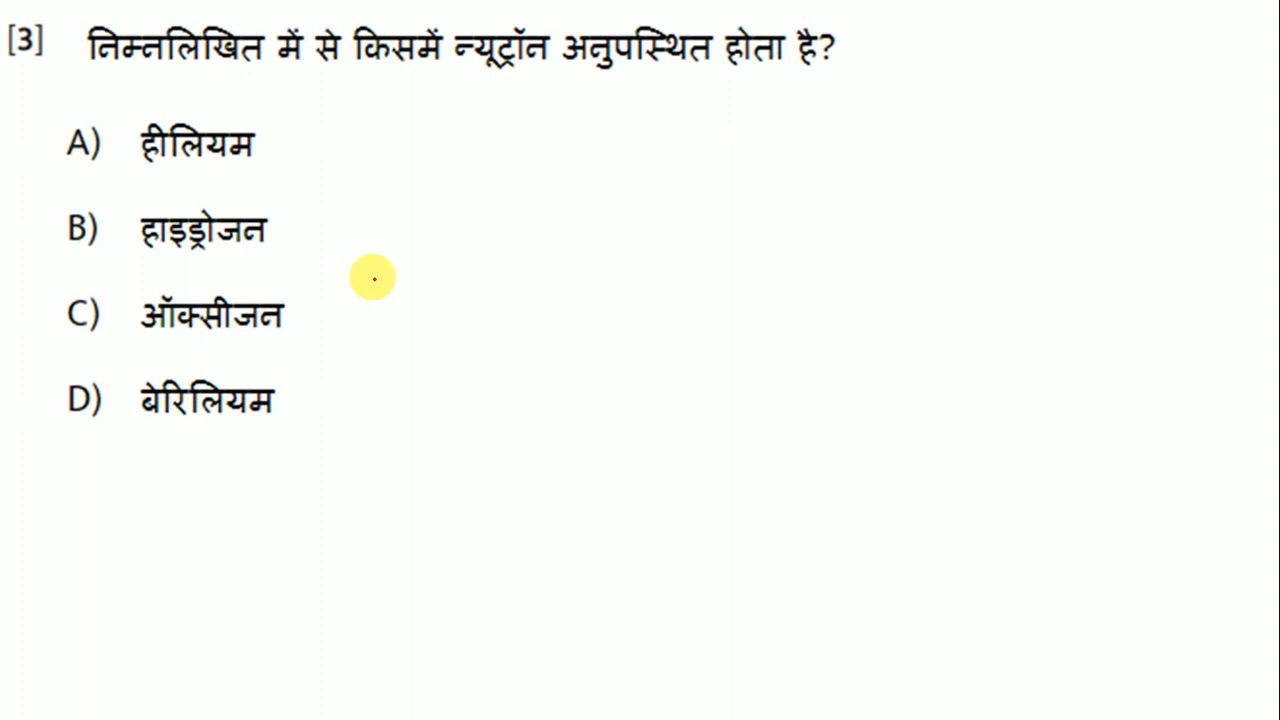 [3] निम्नलिखित में से किसमें न्यूट्रॉन अनुपस्थित होता है?
A) हीलियम
B) हाइड्रोजन
C) ऑक्सीजन
D) बेरिलियम